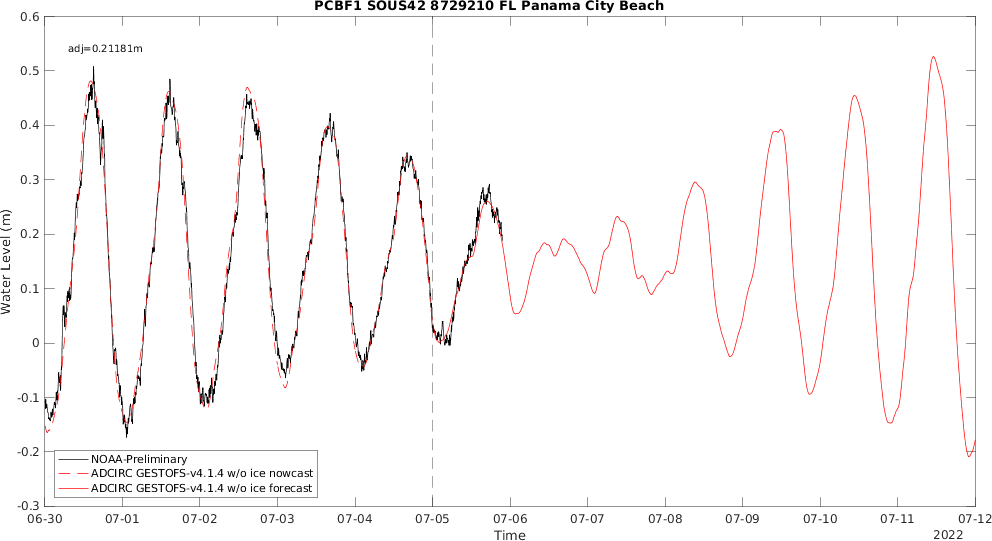 PCBF1 SOUS42 8729210 FL Panama City Beach
adj=0.21181m
0.6
0.5
0.4
0.3
0.2
0.1
0
-0.1
-0.2
-0.3
Water Level (m)
NOAA-Preliminary
ADCIRC GESTOFS-v4.1.4 w/o ice nowcast
ADCIRC GESTOFS-v4.1.4 w/o ice forecast
06-30 07-01 07-02 07-03 07-04 07-05 07-06 07-07 07-08 07-09 07-10 07-11 07-12
Time
2022